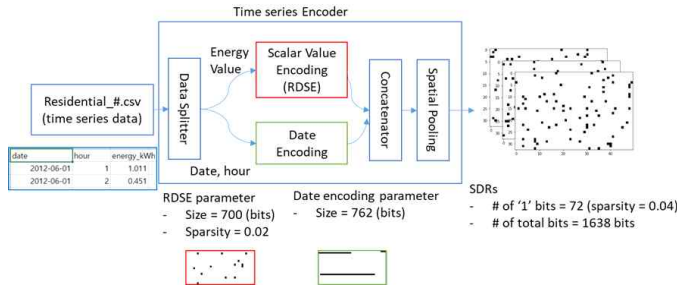 Time series Encoder
Energy
Value
Scalar Value
Encoding
(RDSE)
Residential_#.csv
(time series data)
Data Splitter
Date
Encoding
Concatenator
Spatial Pooling
date hour energy_kWh
2012-06-01 1 1.011
2012-06-01 2 0.451
Date, hour
RDSE parameter
- Size = 700 (bits)
- Sparsity = 0.02
Date encoding parameter
- Size = 762 (bits)
SDRs
- # of ‘1’ bits = 72 (sparsity = 0.04)
- # of total bits = 1638 bits